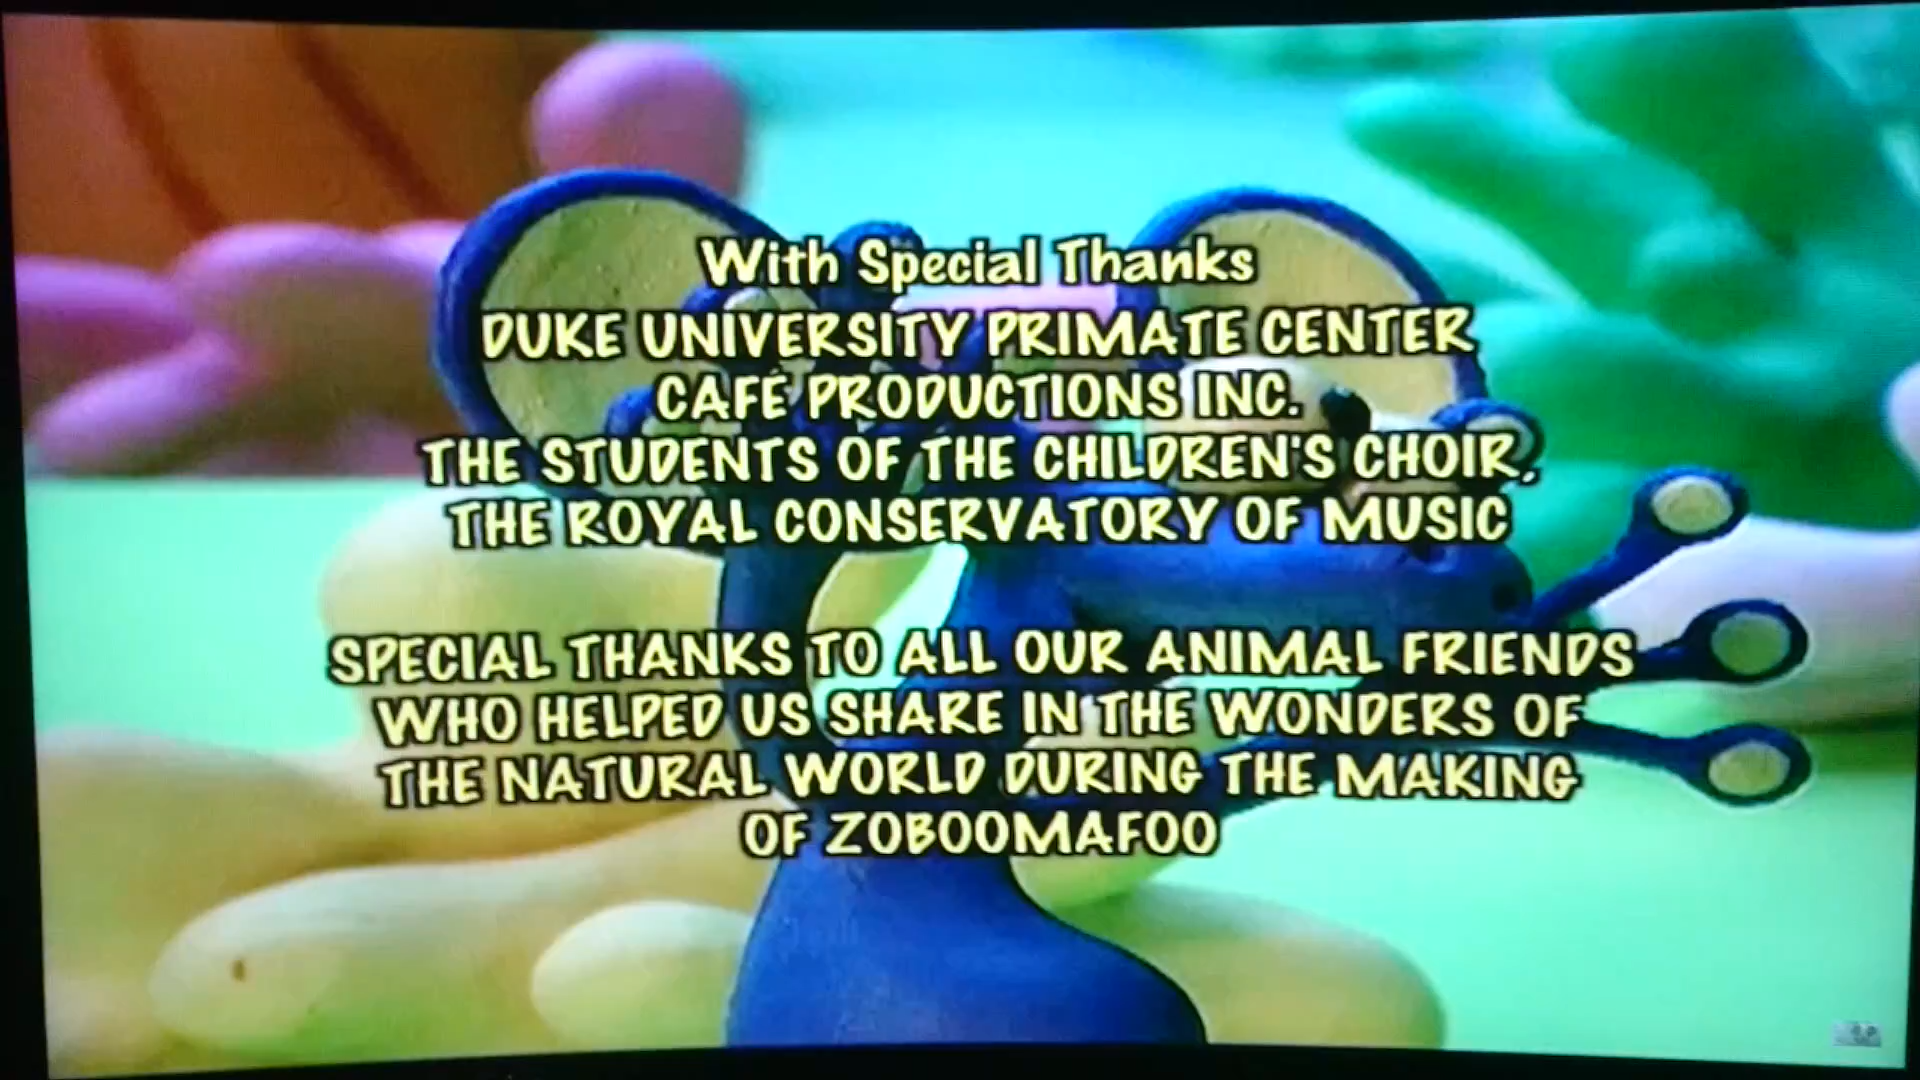 With Special Thanks
DUKE UNIVERSITY PRIMATE CENTER
CAFÉ PRODUCTIONS INC.
THE STUDENTS OF THE CHILDREN'S CHOIR,
THE ROYAL CONSERVATORY OF MUSIC
SPECIAL THANKS TO ALL OUR ANIMAL FRIENDS
WHO HELPED US SHARE IN THE WONDERS OF
THE NATURAL WORLD DURING THE MAKING
OF ZOBOOMAFOO